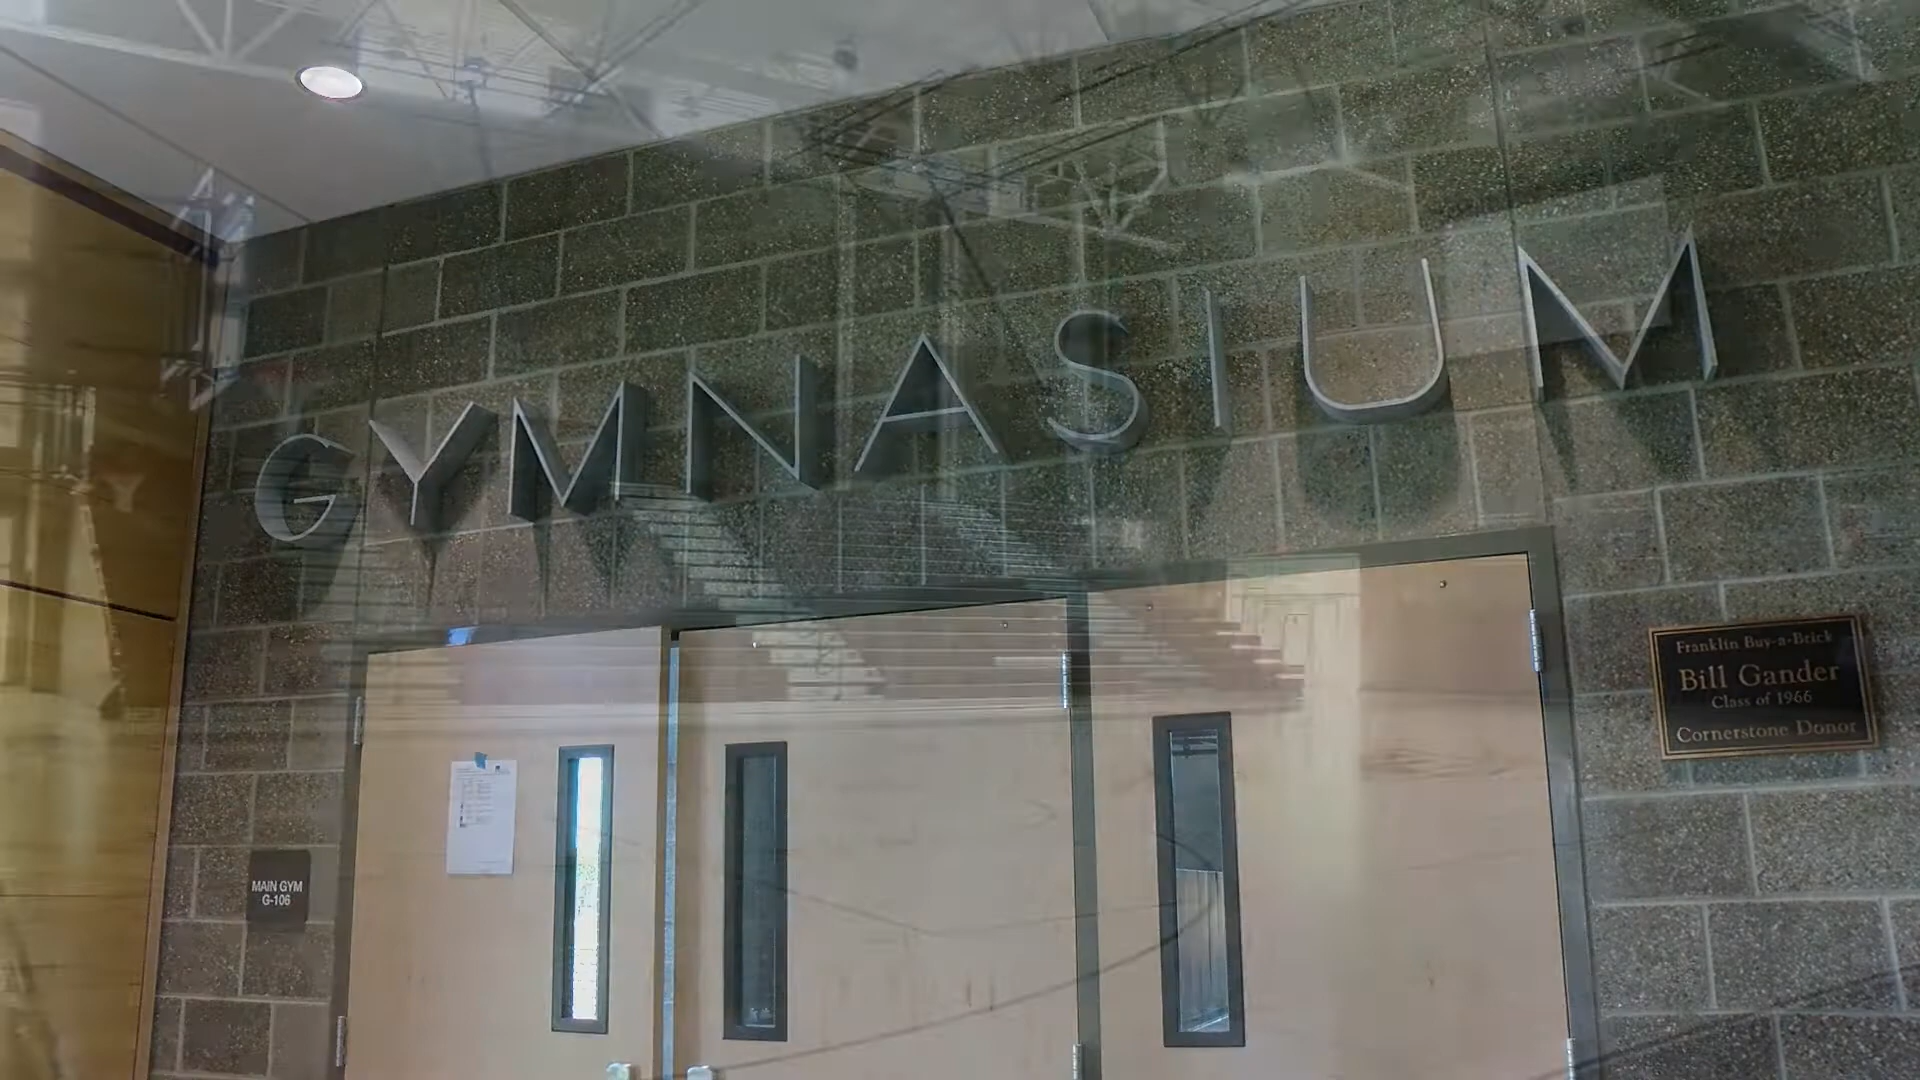 GYMNASIUM
Franklin Buy-a-Brick
Bill Gander
Class of 1966
Cornerstone Donor
MAIN GYM
G-106